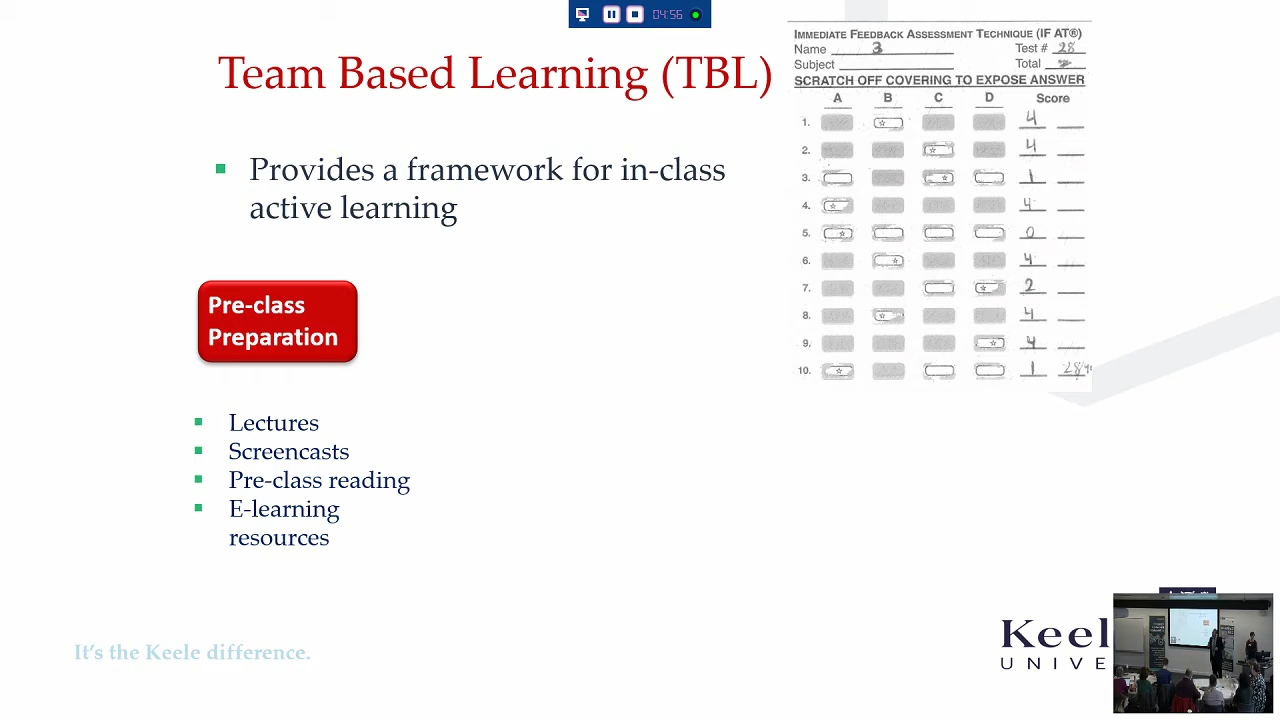 04:56
Team Based Learning (TBL)
Provides a framework for in-class
active learning
Pre-class
Preparation
Lectures
Screencasts
Pre-class reading
E-learning
resources
IMMEDIATE FEEDBACK ASSESSMENT TECHNIQUE (IF AT®)
Name 3 Test # 28
Subject Total
SCRATCH OFF COVERING TO EXPOSE ANSWER
A B C D Score
1. 4
2. 4
3. 1
4. 4
5. 0
6. 4
7. 2
8. 4
9. 4
10. 1
It's the Keele difference.
Keel
UNIVE